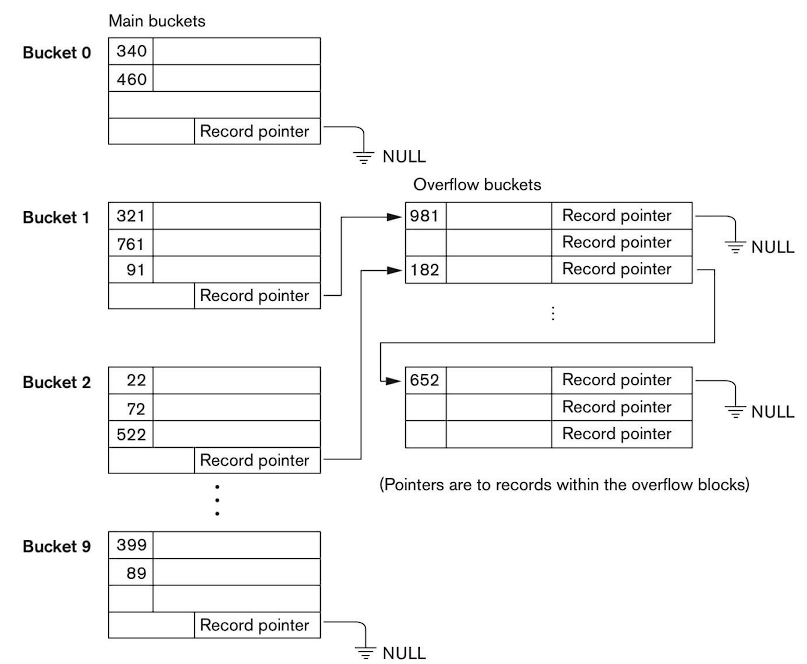 Main buckets
Bucket 0
340
460
Record pointer
NULL
Overflow buckets
Bucket 1
321
761
91
Record pointer
981 Record pointer
Record pointer
182 Record pointer
NULL
Bucket 2
22
72
522
Record pointer
652 Record pointer
Record pointer
Record pointer
NULL
(Pointers are to records within the overflow blocks)
Bucket 9
399
89
Record pointer
NULL